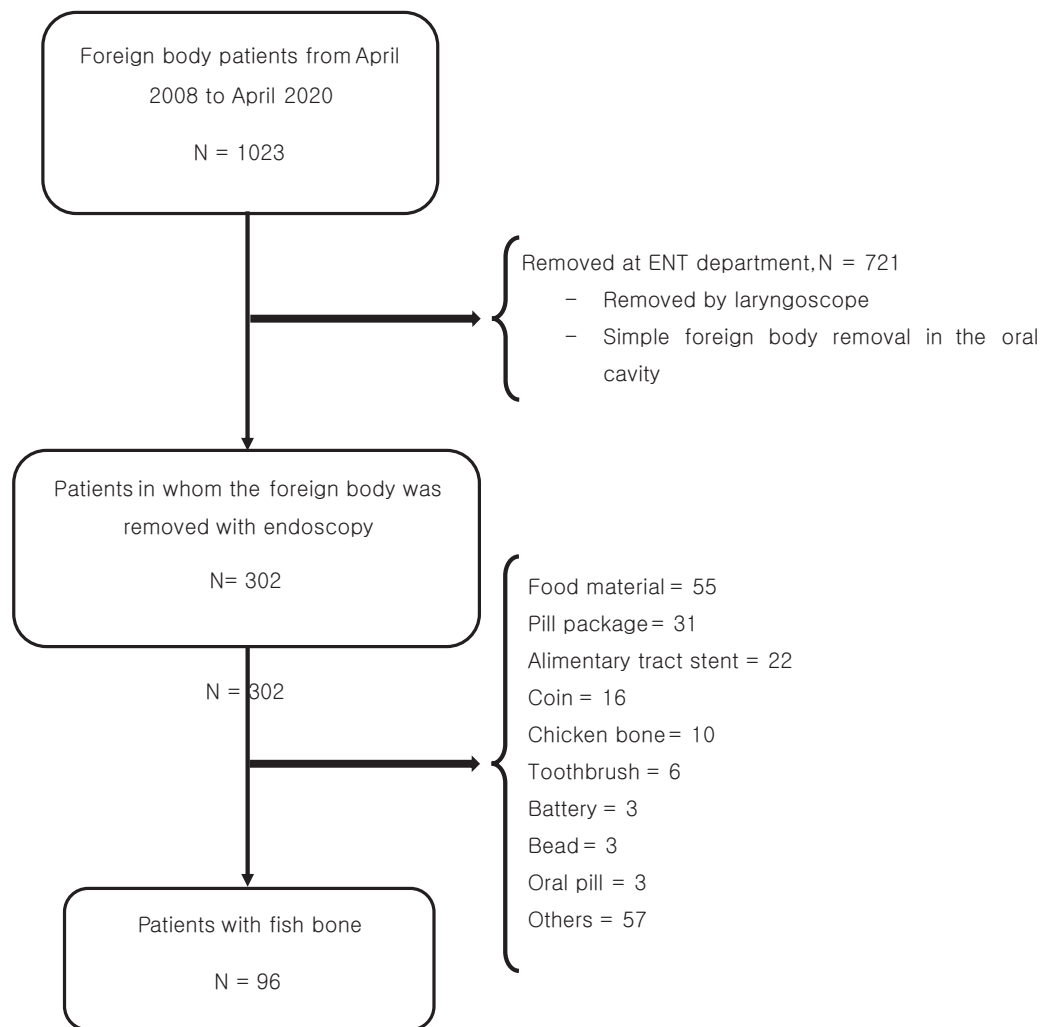 Foreign body patients from April
2008 to April 2020
N = 1023
Removed at ENT department, N = 721
- Removed by laryngoscope
- Simple foreign body removal in the oral
cavity
Patients in whom the foreign body was
removed with endoscopy
N= 302
N = 302
Food material = 55
Pill package = 31
Alimentary tract stent = 22
Coin = 16
Chicken bone = 10
Toothbrush = 6
Battery = 3
Bead = 3
Oral pill = 3
Others = 57
Patients with fish bone
N = 96